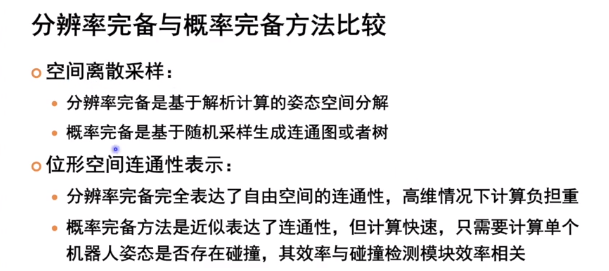 分辨率完备与概率完备方法比较
空间离散采样：
分辨率完备是基于解析计算的姿态空间分解
概率完备是基于随机采样生成连通图或者树
位形空间连通性表示：
分辨率完备完全表达了自由空间的连通性，高维情况下计算负担重
概率完备方法是近似表达了连通性，但计算快速，只需要计算单个
机器人姿态是否存在碰撞，其效率与碰撞检测模块效率相关